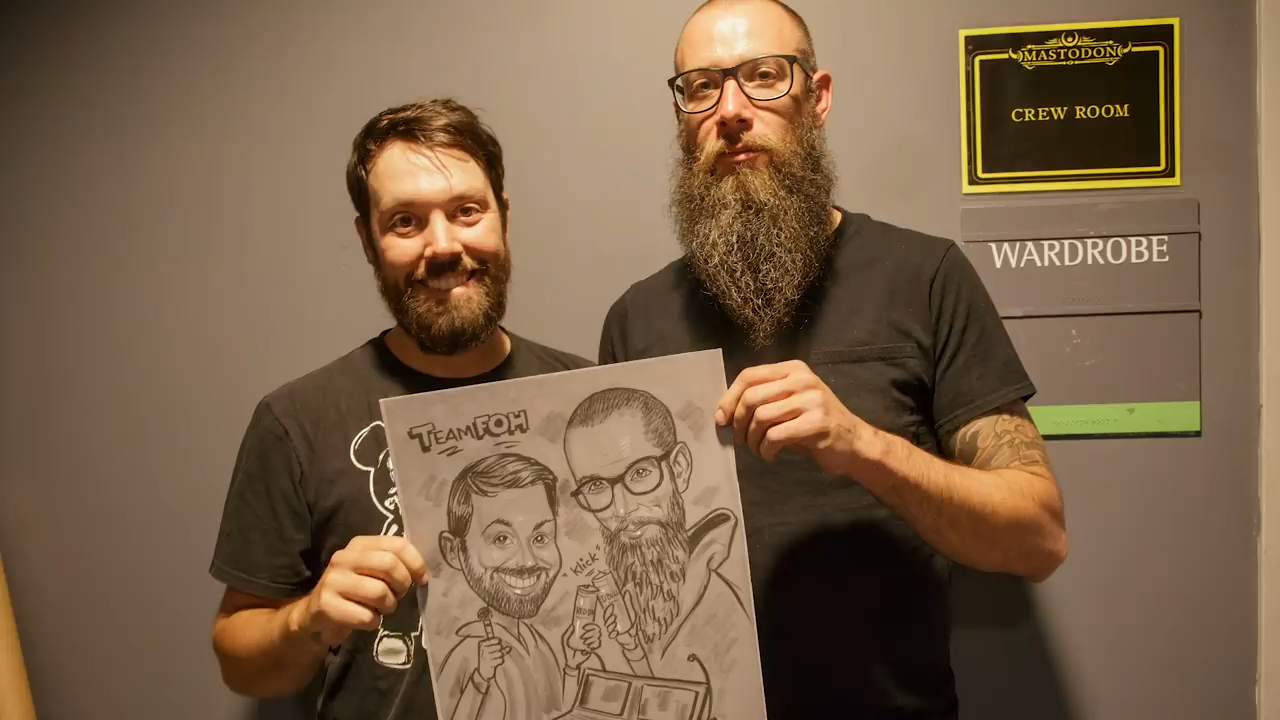 MASTODON
CREW ROOM
WARDROBE
TEAM FOH
"KLICK"